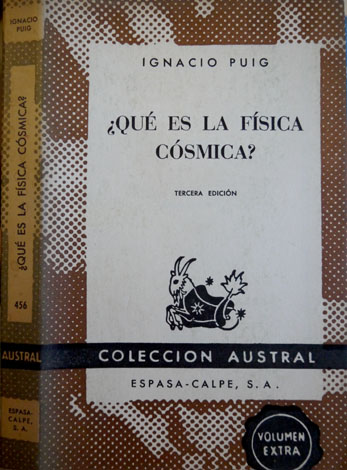 IGNACIO
PUIG
¿QUÉ ES LA FÍSICA CÓSMICA?
456
AUSTRAL
ESPASA-
CALPE,
S. A.
IGNACIO PUIG
¿QUÉ ES LA FÍSICA
CÓSMICA?
TERCERA EDICIÓN
COLECCION AUSTRAL
ESPASA-CALPE, S. A.
VOLUMEN
EXTRA